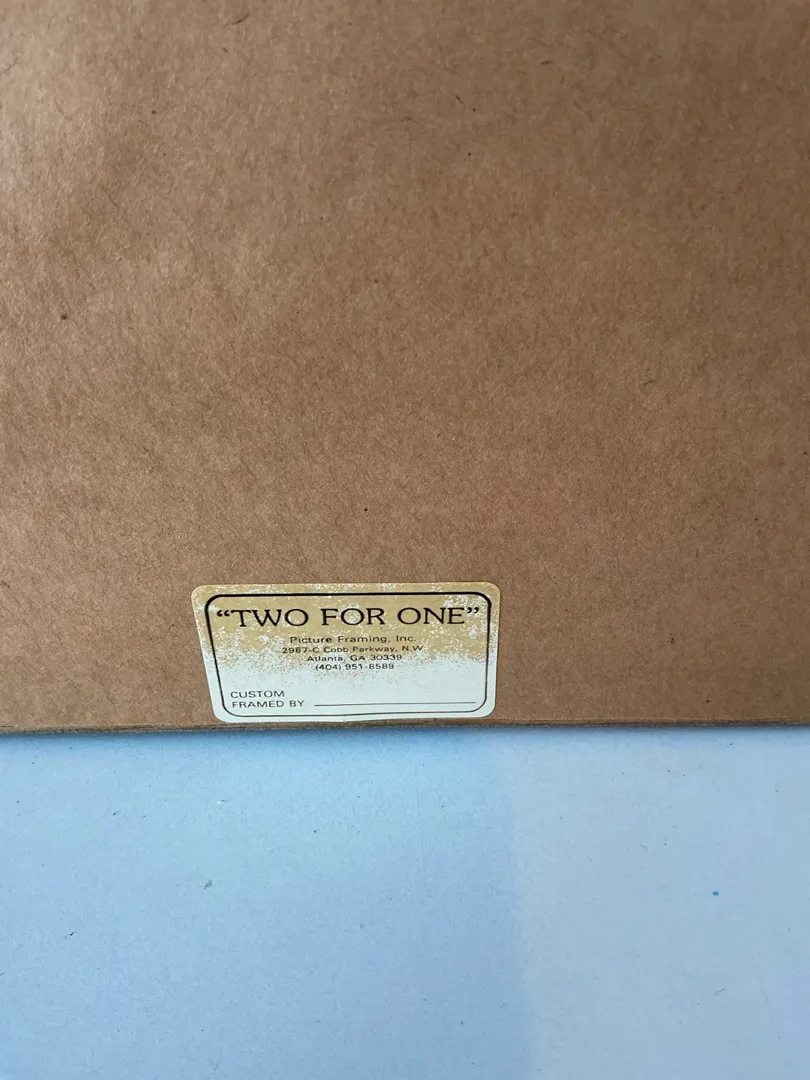 “TWO FOR ONE”
Picture Framing, Inc.
2967-C Cobb Parkway, N.W.
Atlanta, GA 30339
(404) 951-8589
CUSTOM
FRAMED BY